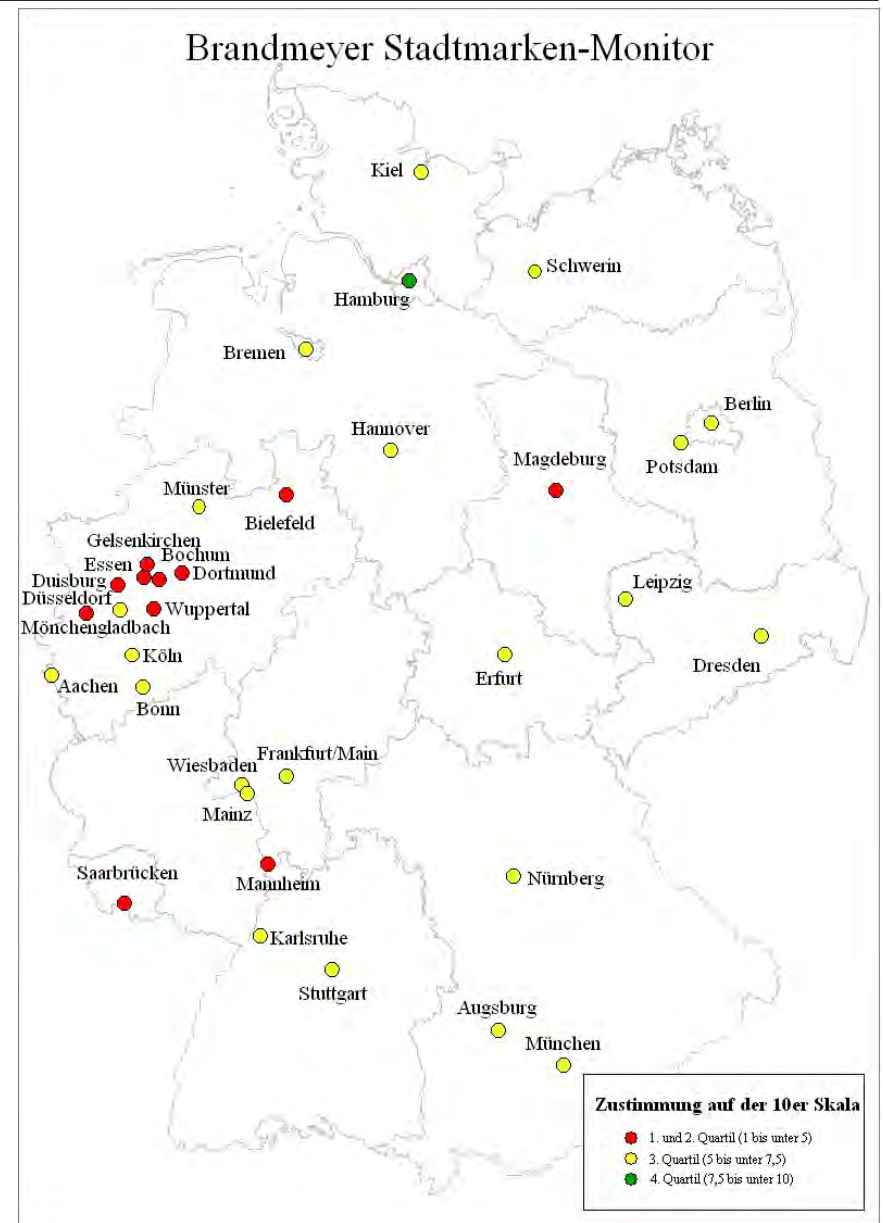 Brandmeyer Stadtmarken-Monitor
Kiel
Schwerin
Hamburg
Bremen
Berlin
Hannover
Potsdam
Magdeburg
Münster
Bielefeld
Gelsenkirchen
Bochum
Essen
Dortmund
Duisburg
Düsseldorf
Wuppertal
Mönchengladbach
Leipzig
Köln
Dresden
Aachen
Erfurt
Bonn
Frankfurt/Main
Wiesbaden
Mainz
Saarbrücken
Mannheim
Nürnberg
Karlsruhe
Stuttgart
Augsburg
München
Zustimmung auf der 10er Skala
1. und 2. Quartil (1 bis unter 5)
3. Quartil (5 bis unter 7,5)
4. Quartil (7,5 bis unter 10)